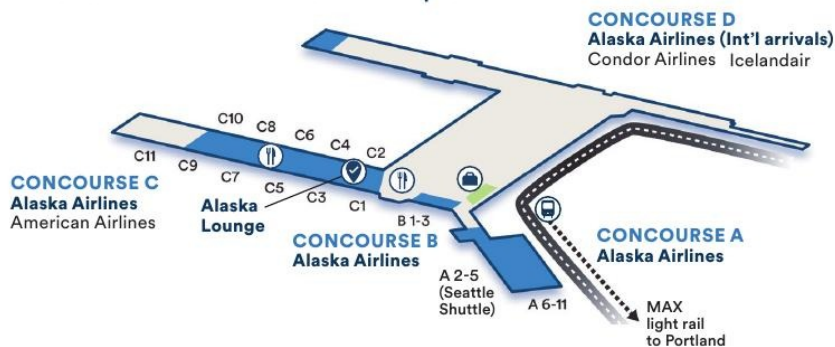 CONCOURSE D
Alaska Airlines (Int'l arrivals)
Condor Airlines Icelandair
C10
C8
C6
C4
C2
C11
C9
C7
C5
C3
C1
CONCOURSE C
Alaska Airlines
American Airlines
Alaska
Lounge
B 1-3
CONCOURSE B
Alaska Airlines
CONCOURSE A
Alaska Airlines
A 2-5
(Seattle
Shuttle)
A 6-11
MAX
light rail
to Portland